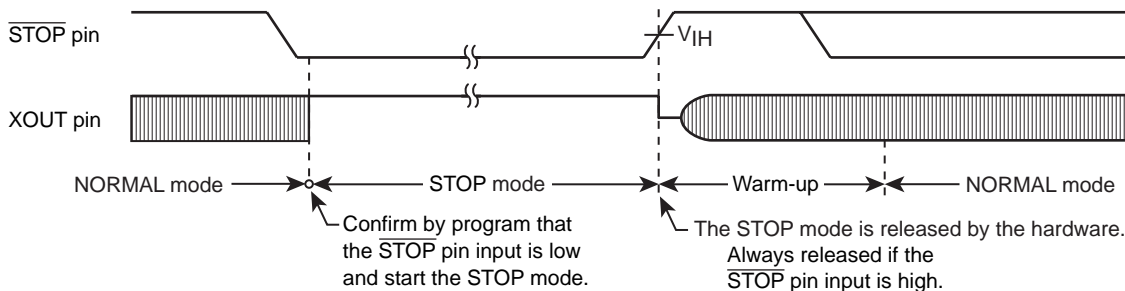 STOP pin
VIH
XOUT pin
NORMAL mode
STOP mode
Warm-up
NORMAL mode
Confirm by program that
the STOP pin input is low
and start the STOP mode.
The STOP mode is released by the hardware.
Always released if the
STOP pin input is high.